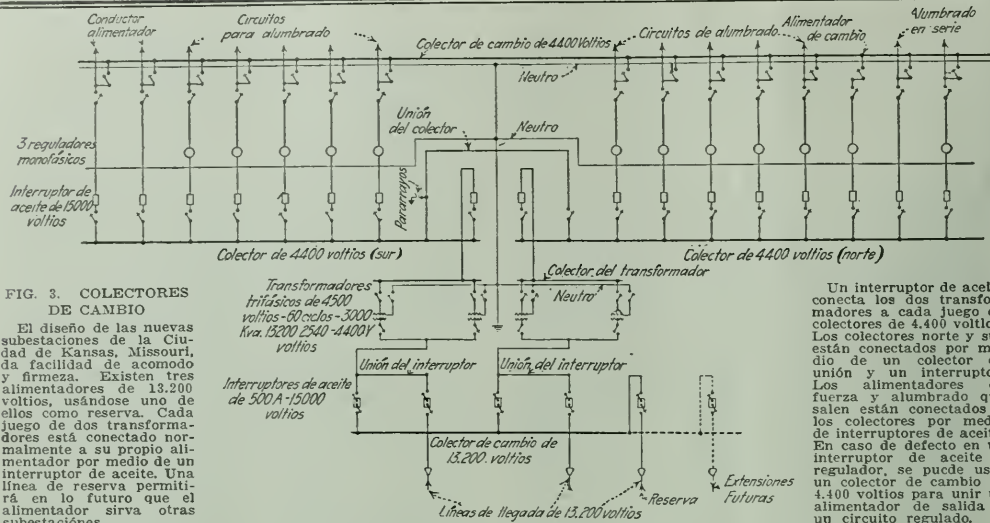 Conductor
alimentador
Circuitos
para alumbrado
Colector de cambio de 4400 Voltios
Neutro
Circuitos de alumbrado
Alimentador
de cambio
Alumbrado
en serie
Unión
del colector
Neutro
3 reguladores
monofásicos
Interruptor de
aceite de 15000
voltios
Pararrayos
Colector de 4400 voltios (sur)
Colector de 4400 voltios (norte)
Colector del transformador
Neutro
Transformadores
trifásicos de 4500
voltios-60 ciclos-3000
Kva. 13200 2540-4400Y
voltios
Unión del interruptor
Unión del interruptor
Interruptores de aceite
de 500 A-15000
voltios
Colector de cambio de
13.200. voltios
Líneas de llegada de 13.200 voltios
Reserva
Extensiones
Futuras
FIG. 3. COLECTORES
DE CAMBIO
El diseño de las nuevas
subestaciones de la Ciu-
dad de Kansas, Missouri,
da facilidad de acomodo
y firmeza. Existen tres
alimentadores de 13.200
voltios, usándose uno de
ellos como reserva. Cada
juego de dos transforma-
dores está conectado nor-
malmente a su propio ali-
mentador por medio de un
interruptor de aceite. Una
línea de reserva permiti-
rá en lo futuro que el
alimentador sirva otras
subestaciónes
Un interruptor de acei
conecta los dos transfo
madores a cada juego
colectores de 4.400 voltio
Los colectores norte y su
están conectados por m
dio de un colector
unión y un interrupto
Los alimentadores
fuerza y alumbrado qu
salen están conectados
los colectores por med
de interruptores de aceit
En caso de defecto en u
interruptor de aceite
regulador, se puede us
un colector de cambio
4.400 voltios para unir
alimentador de salida
un circuito regulado.